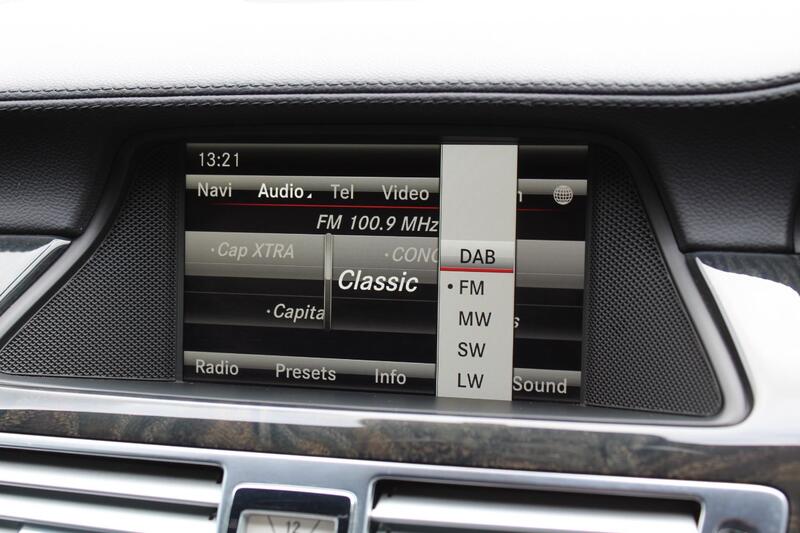 13:21
Navi Audio Tel Video
FM 100.9 MHz
Cap XTRA
Classic
DAB
FM
MW
SW
LW
Radio Presets Info Sound
12